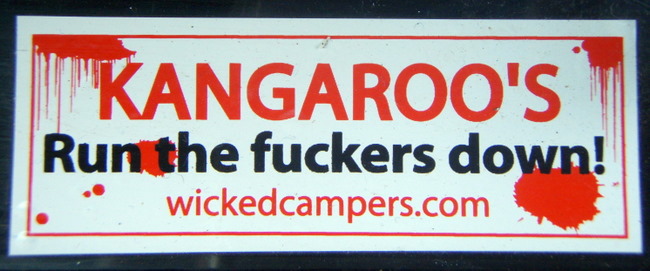 KANGAROO'S
Run the fuckers down!
wickedcampers.com